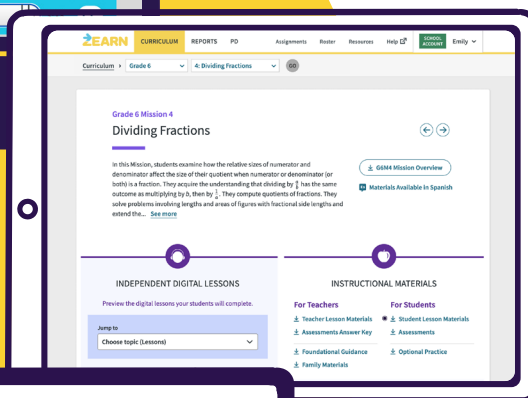 ZEARN CURRICULUM REPORTS PD Assignments Roster Resources Help SCHOOL ACCOUNT Emily
Curriculum > Grade 6 4: Dividing Fractions GO
Grade 6 Mission 4
Dividing Fractions
In this Mission, students examine how the relative sizes of numerator and
denominator affect the size of their quotient when numerator or denominator (or
both) is a fraction. They acquire the understanding that dividing by a/b has the same
outcome as multiplying by b, then by 1/a. They compute quotients of fractions. They
solve problems involving lengths and areas of figures with fractional side lengths and
extend the... See more
G6M4 Mission Overview
Materials Available in Spanish
INDEPENDENT DIGITAL LESSONS
Preview the digital lessons your students will complete.
Jump to
Choose topic (Lessons)
INSTRUCTIONAL MATERIALS
For Teachers
Teacher Lesson Materials
Assessments Answer Key
Foundational Guidance
Family Materials
For Students
Student Lesson Materials
Assessments
Optional Practice